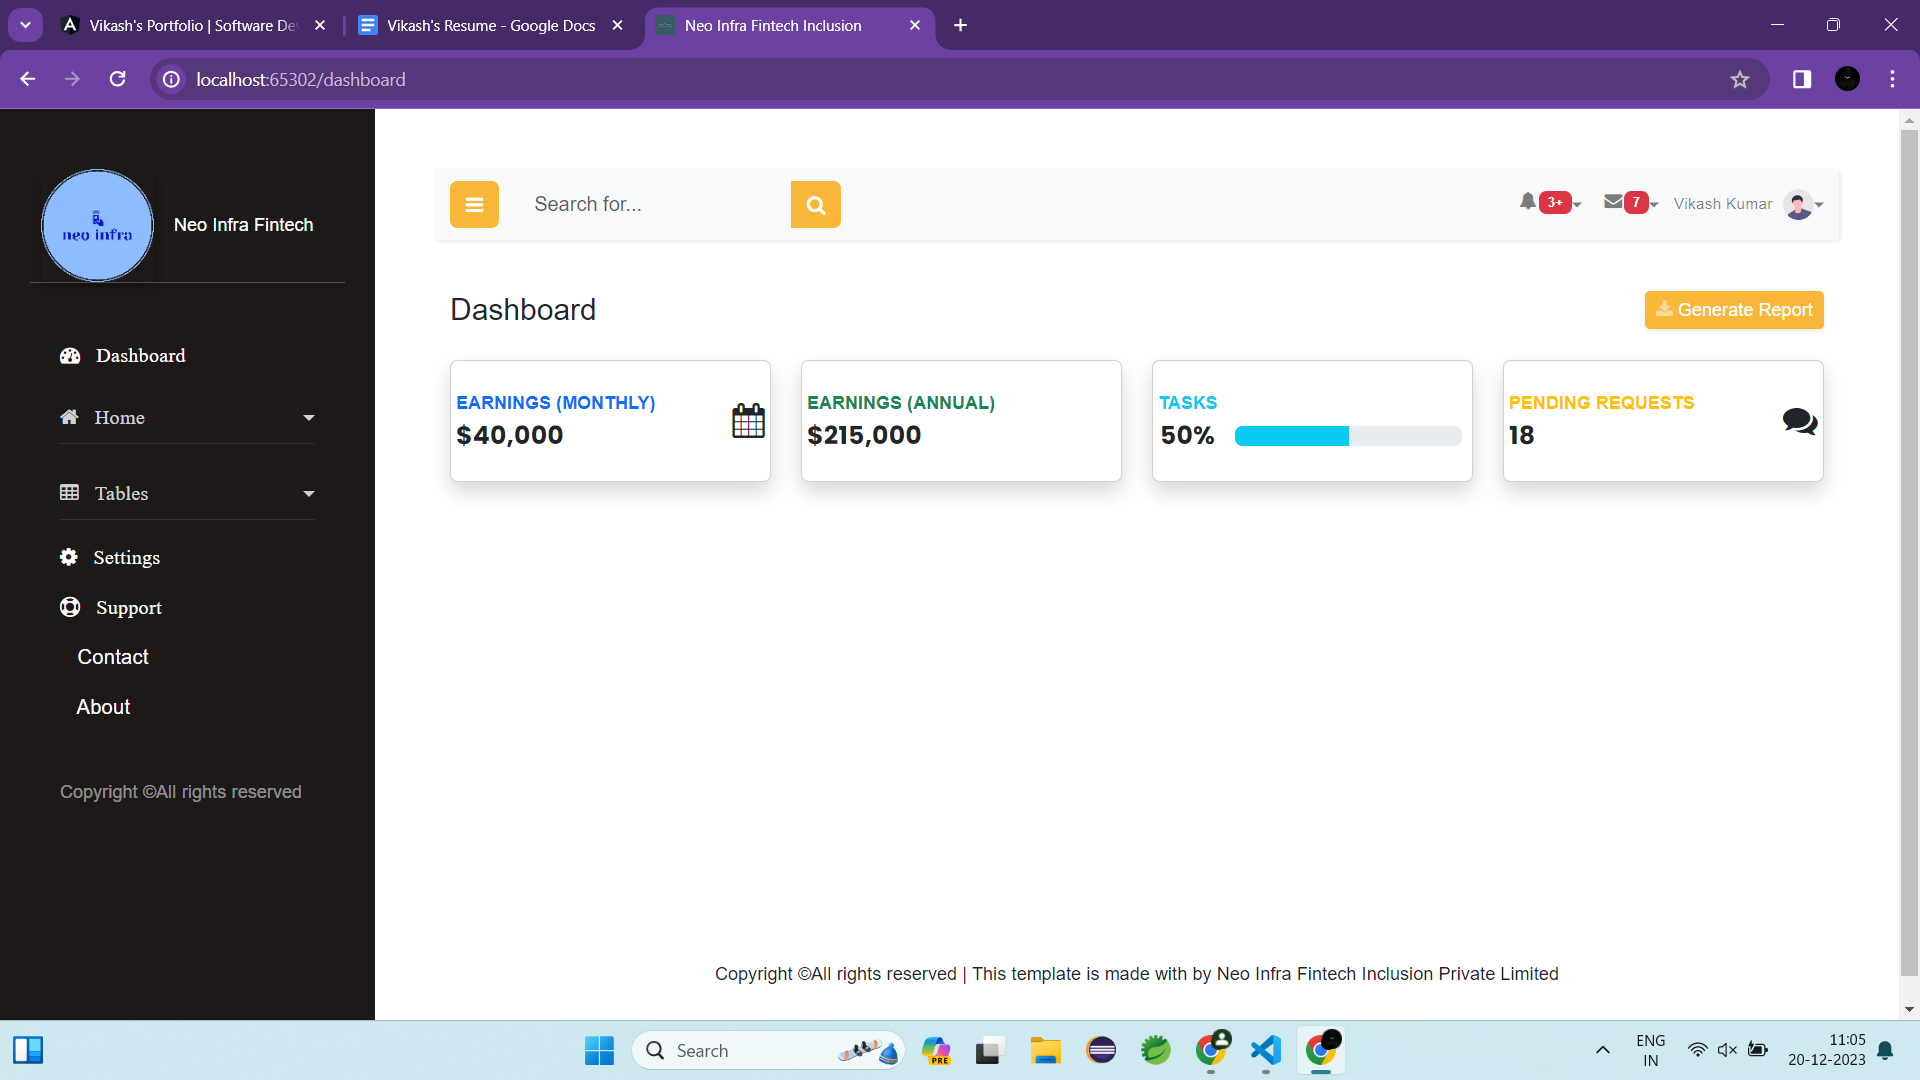 Vikash's Portfolio | Software De
Vikash's Resume - Google Docs
Neo Infra Fintech Inclusion
localhost:65302/dashboard
neo infra
Neo Infra Fintech
Dashboard
Home
Tables
Settings
Support
Contact
About
Copyright ©All rights reserved
Search for...
3+
7
Vikash Kumar
Dashboard
Generate Report
EARNINGS (MONTHLY)
$40,000
EARNINGS (ANNUAL)
$215,000
TASKS
50%
PENDING REQUESTS
18
Copyright ©All rights reserved | This template is made with by Neo Infra Fintech Inclusion Private Limited
Search
PRE
ENG
IN
11:05
20-12-2023